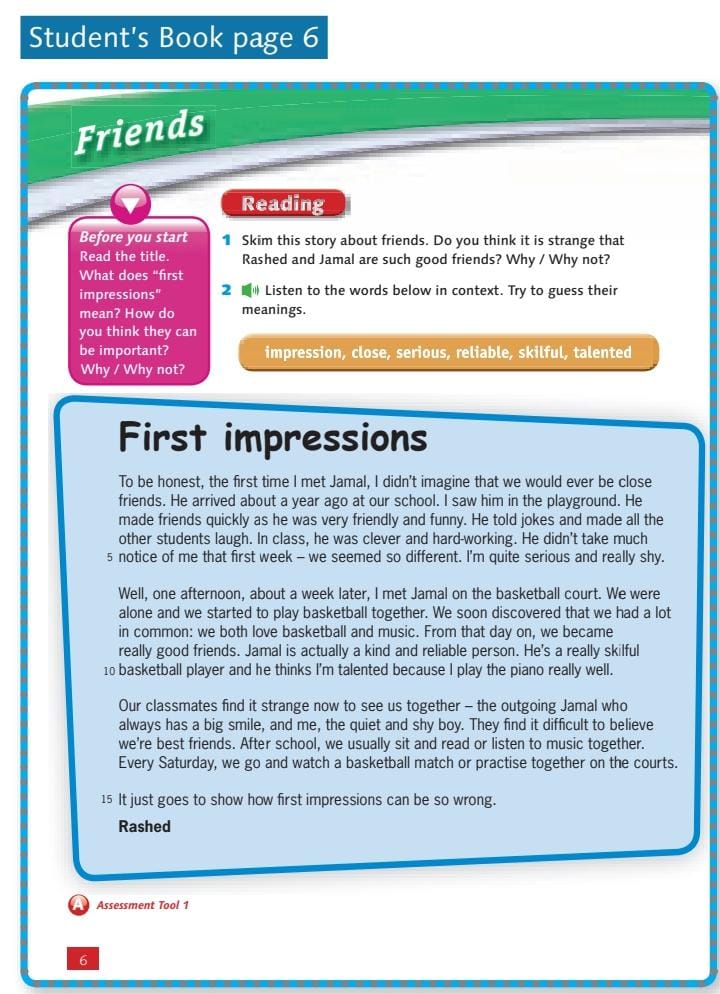 Student's Book page 6
Friends
Before you start
Read the title.
What does "first
impressions"
mean? How do
you think they can
be important?
Why / Why not?
Reading
1 Skim this story about friends. Do you think it is strange that
Rashed and Jamal are such good friends? Why / Why not?
2 Listen to the words below in context. Try to guess their
meanings.
impression, close, serious, reliable, skilful, talented
First impressions
To be honest, the first time I met Jamal, I didn't imagine that we would ever be close
friends. He arrived about a year ago at our school. I saw him in the playground. He
made friends quickly as he was very friendly and funny. He told jokes and made all the
other students laugh. In class, he was clever and hard-working. He didn't take much
5 notice of me that first week – we seemed so different. I'm quite serious and really shy.
Well, one afternoon, about a week later, I met Jamal on the basketball court. We were
alone and we started to play basketball together. We soon discovered that we had a lot
in common: we both love basketball and music. From that day on, we became
really good friends. Jamal is actually a kind and reliable person. He's a really skilful
10 basketball player and he thinks I'm talented because I play the piano really well.
Our classmates find it strange now to see us together – the outgoing Jamal who
always has a big smile, and me, the quiet and shy boy. They find it difficult to believe
we're best friends. After school, we usually sit and read or listen to music together.
Every Saturday, we go and watch a basketball match or practise together on the courts.
15 It just goes to show how first impressions can be so wrong.
Rashed
A Assessment Tool 1
6